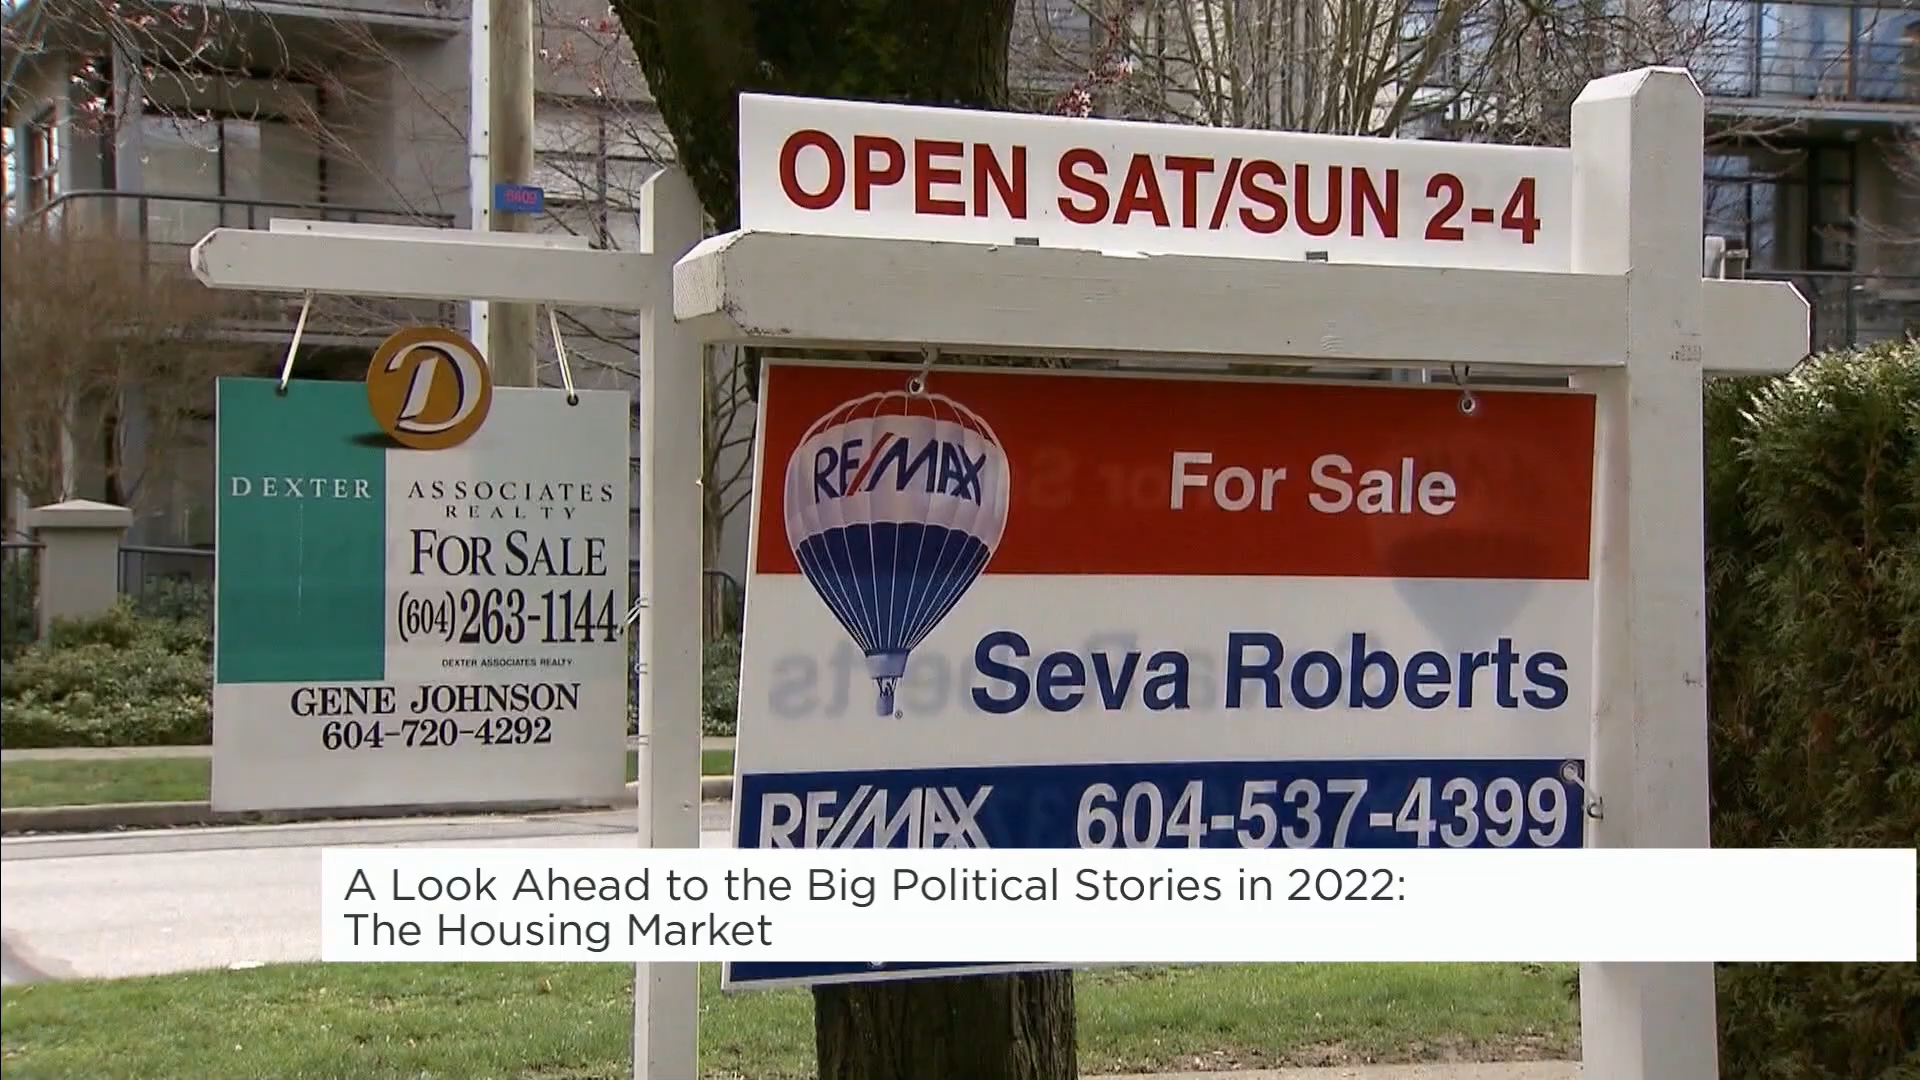 OPEN SAT/SUN 2-4
6409
D
DEXTER
ASSOCIATES
REALTY
FOR SALE
(604)263-1144
DEXTER ASSOCIATES REALTY
GENE JOHNSON
604-720-4292
RE/MAX
For Sale
Seva Roberts
RE/MAX 604-537-4399
A Look Ahead to the Big Political Stories in 2022:
The Housing Market